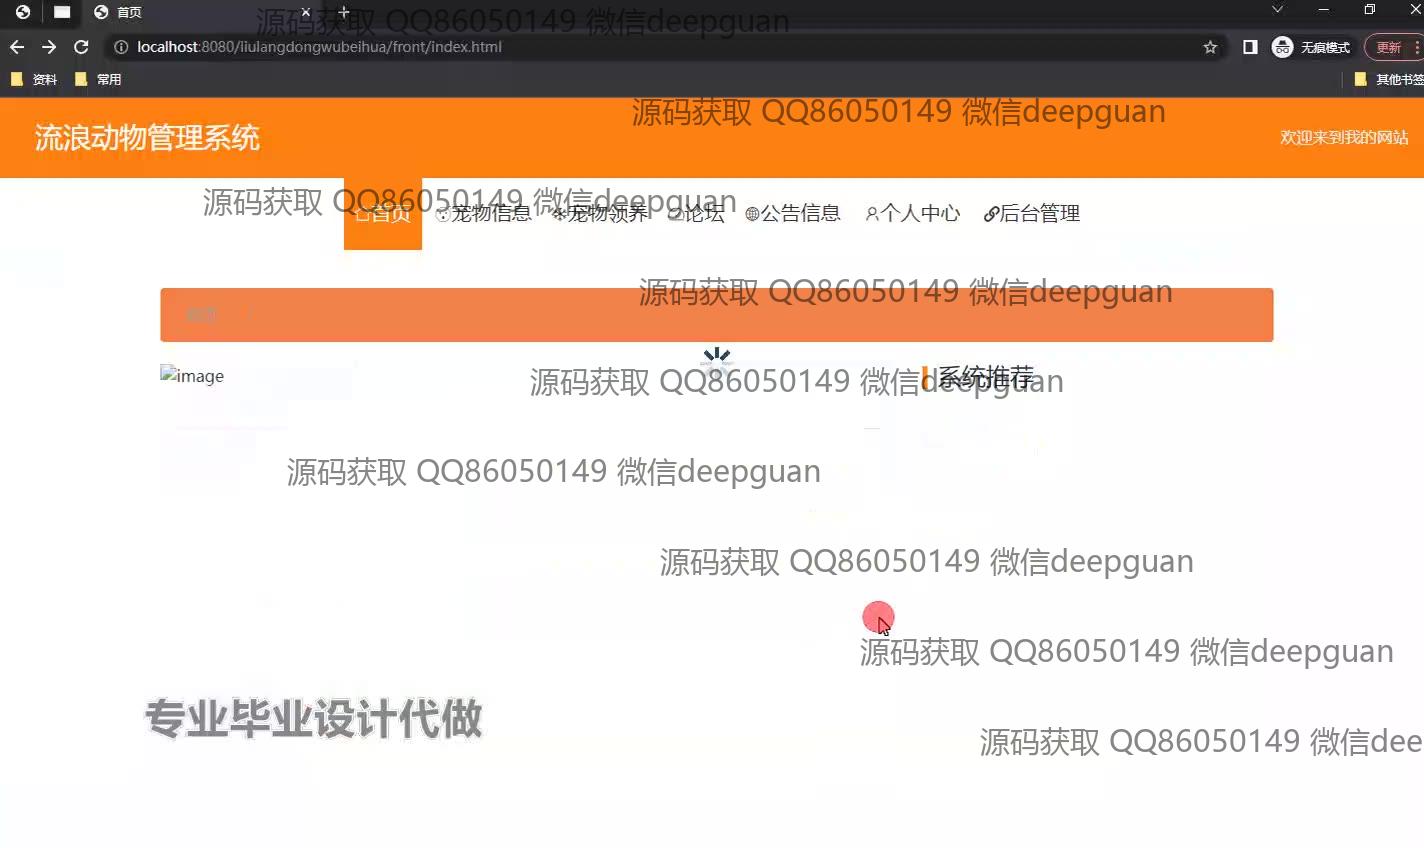 首页
源码获取 QQ86050149 微信deepguan
localhost:8080/liulangdongwubeihua/front/index.html
无痕模式
更新
资料
常用
其他书签
源码获取 QQ86050149 微信deepguan
流浪动物管理系统
欢迎来到我的网站
源码获取 QQ86050149 微信deepguan
首页
宠物信息
宠物领养
论坛
公告信息
个人中心
后台管理
源码获取 QQ86050149 微信deepguan
image
系统推荐
源码获取 QQ86050149 微信deepguan
源码获取 QQ86050149 微信deepguan
源码获取 QQ86050149 微信deepguan
源码获取 QQ86050149 微信deepguan
专业毕业设计代做
源码获取 QQ86050149 微信dee